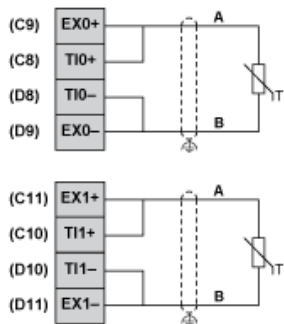 (C9) EX0+ A
(C8) TI0+
(D8) TI0– T
(D9) EX0– B
(C11) EX1+ A
(C10) TI1+
(D10) TI1– T
(D11) EX1– B